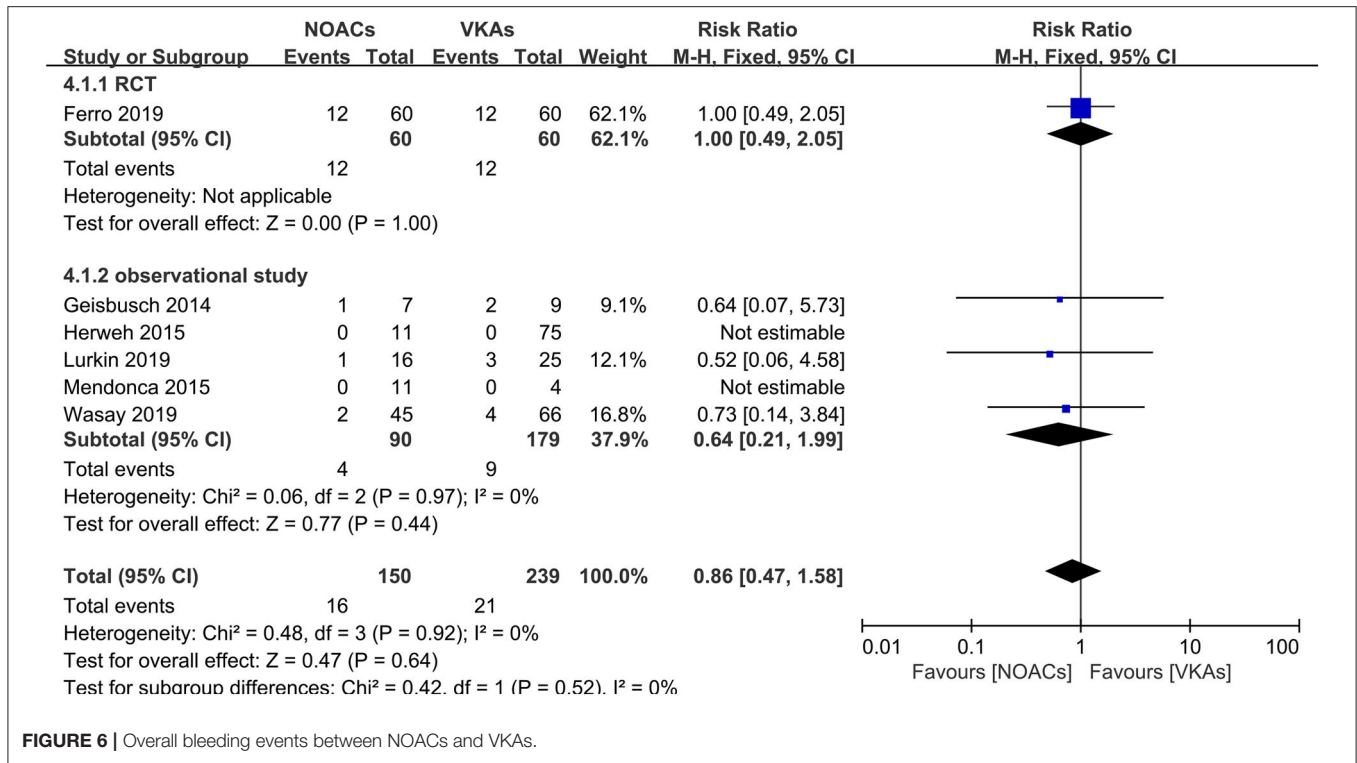 NOACs VKAs Risk Ratio Risk Ratio
Study or Subgroup Events Total Events Total Weight M-H, Fixed, 95% CI M-H, Fixed, 95% CI
4.1.1 RCT
Ferro 2019 12 60 12 60 62.1% 1.00 [0.49, 2.05]
Subtotal (95% CI) 60 60 62.1% 1.00 [0.49, 2.05]
Total events 12 12
Heterogeneity: Not applicable
Test for overall effect: Z = 0.00 (P = 1.00)
4.1.2 observational study
Geisbusch 2014 1 7 2 9 9.1% 0.64 [0.07, 5.73]
Herweh 2015 0 11 0 75 Not estimable
Lurkin 2019 1 16 3 25 12.1% 0.52 [0.06, 4.58]
Mendonca 2015 0 11 0 4 Not estimable
Wasay 2019 2 45 4 66 16.8% 0.73 [0.14, 3.84]
Subtotal (95% CI) 90 179 37.9% 0.64 [0.21, 1.99]
Total events 4 9
Heterogeneity: Chi² = 0.06, df = 2 (P = 0.97); I² = 0%
Test for overall effect: Z = 0.77 (P = 0.44)
Total (95% CI) 150 239 100.0% 0.86 [0.47, 1.58]
Total events 16 21
Heterogeneity: Chi² = 0.48, df = 3 (P = 0.92); I² = 0%
Test for overall effect: Z = 0.47 (P = 0.64)
Test for subgroup differences: Chi² = 0.42, df = 1 (P = 0.52), I² = 0%
0.01 0.1 1 10 100
Favours [NOACs] Favours [VKAs]
FIGURE 6 | Overall bleeding events between NOACs and VKAs.